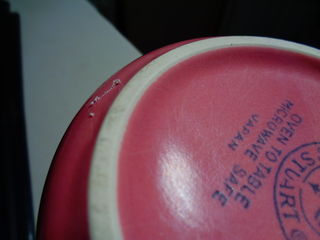 OVEN TO TABLE
MICROWAVE SAFE
JAPAN
STUART